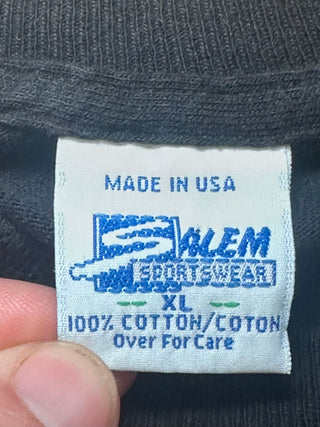 MADE IN USA
SALEM
SPORTSWEAR
XL
100% COTTON/COTON
Over For Care